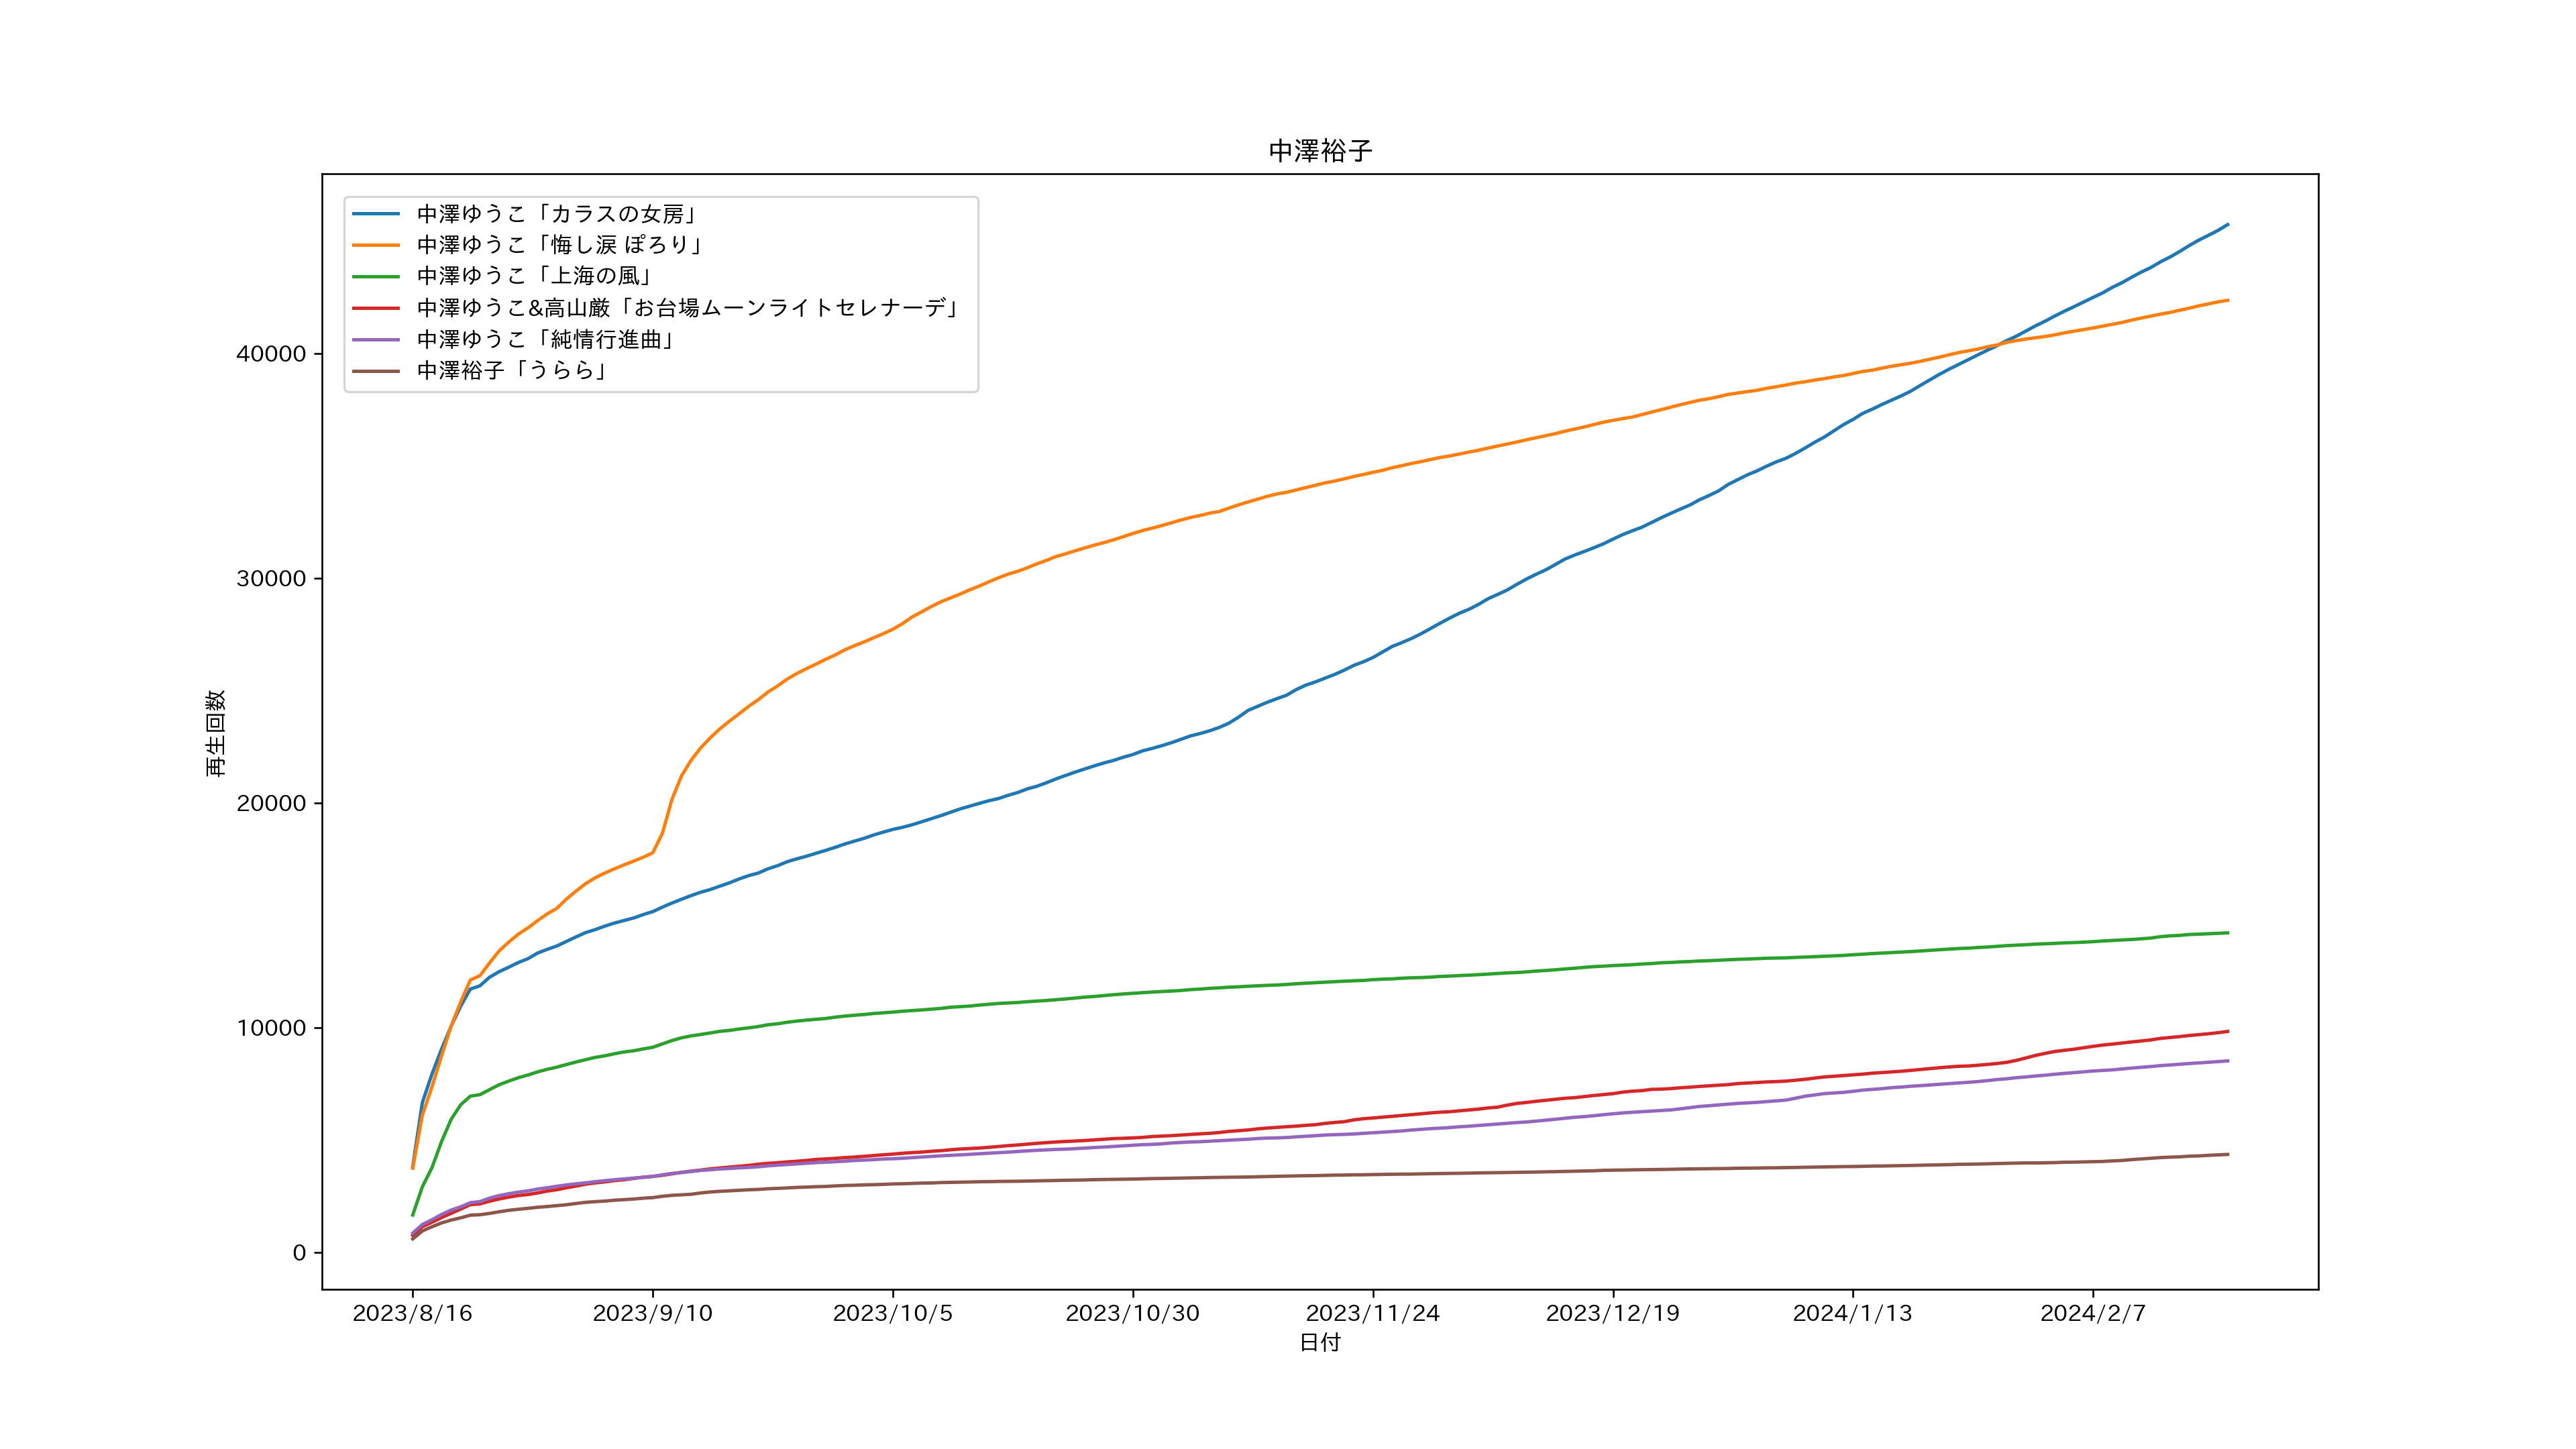 中澤裕子
中澤ゆうこ「カラスの女房」
中澤ゆうこ「悔し涙 ぽろり」
中澤ゆうこ「上海の風」
中澤ゆうこ&高山厳「お台場ムーンライトセレナーデ」
中澤ゆうこ「純情行進曲」
中澤裕子「うらら」
再生回数
40000
30000
20000
10000
0
2023/8/16 2023/9/10 2023/10/5 2023/10/30 2023/11/24 2023/12/19 2024/1/13 2024/2/7
日付